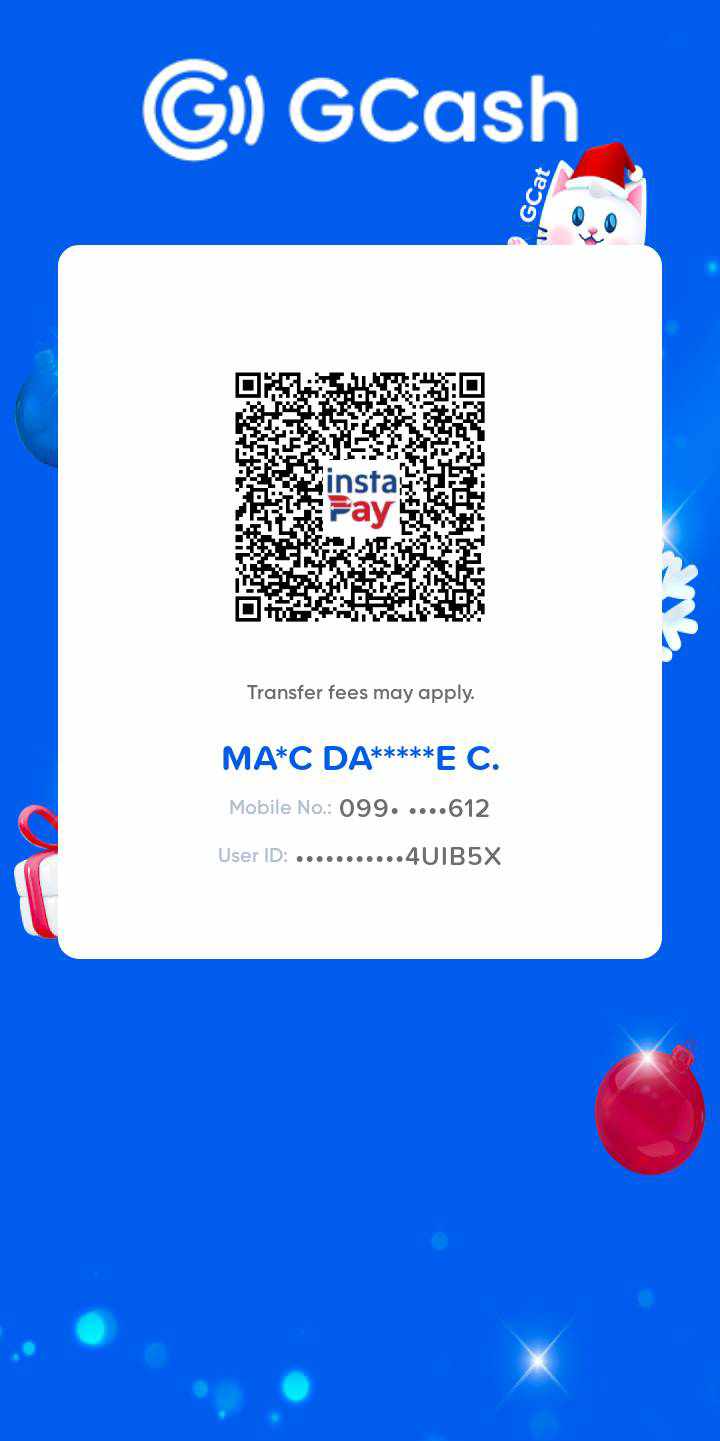 GCash
GCat
insta
Pay
Transfer fees may apply.
MA*C DA*****E C.
Mobile No.: 099• ••••612
User ID: •••••••••••4UIB5X